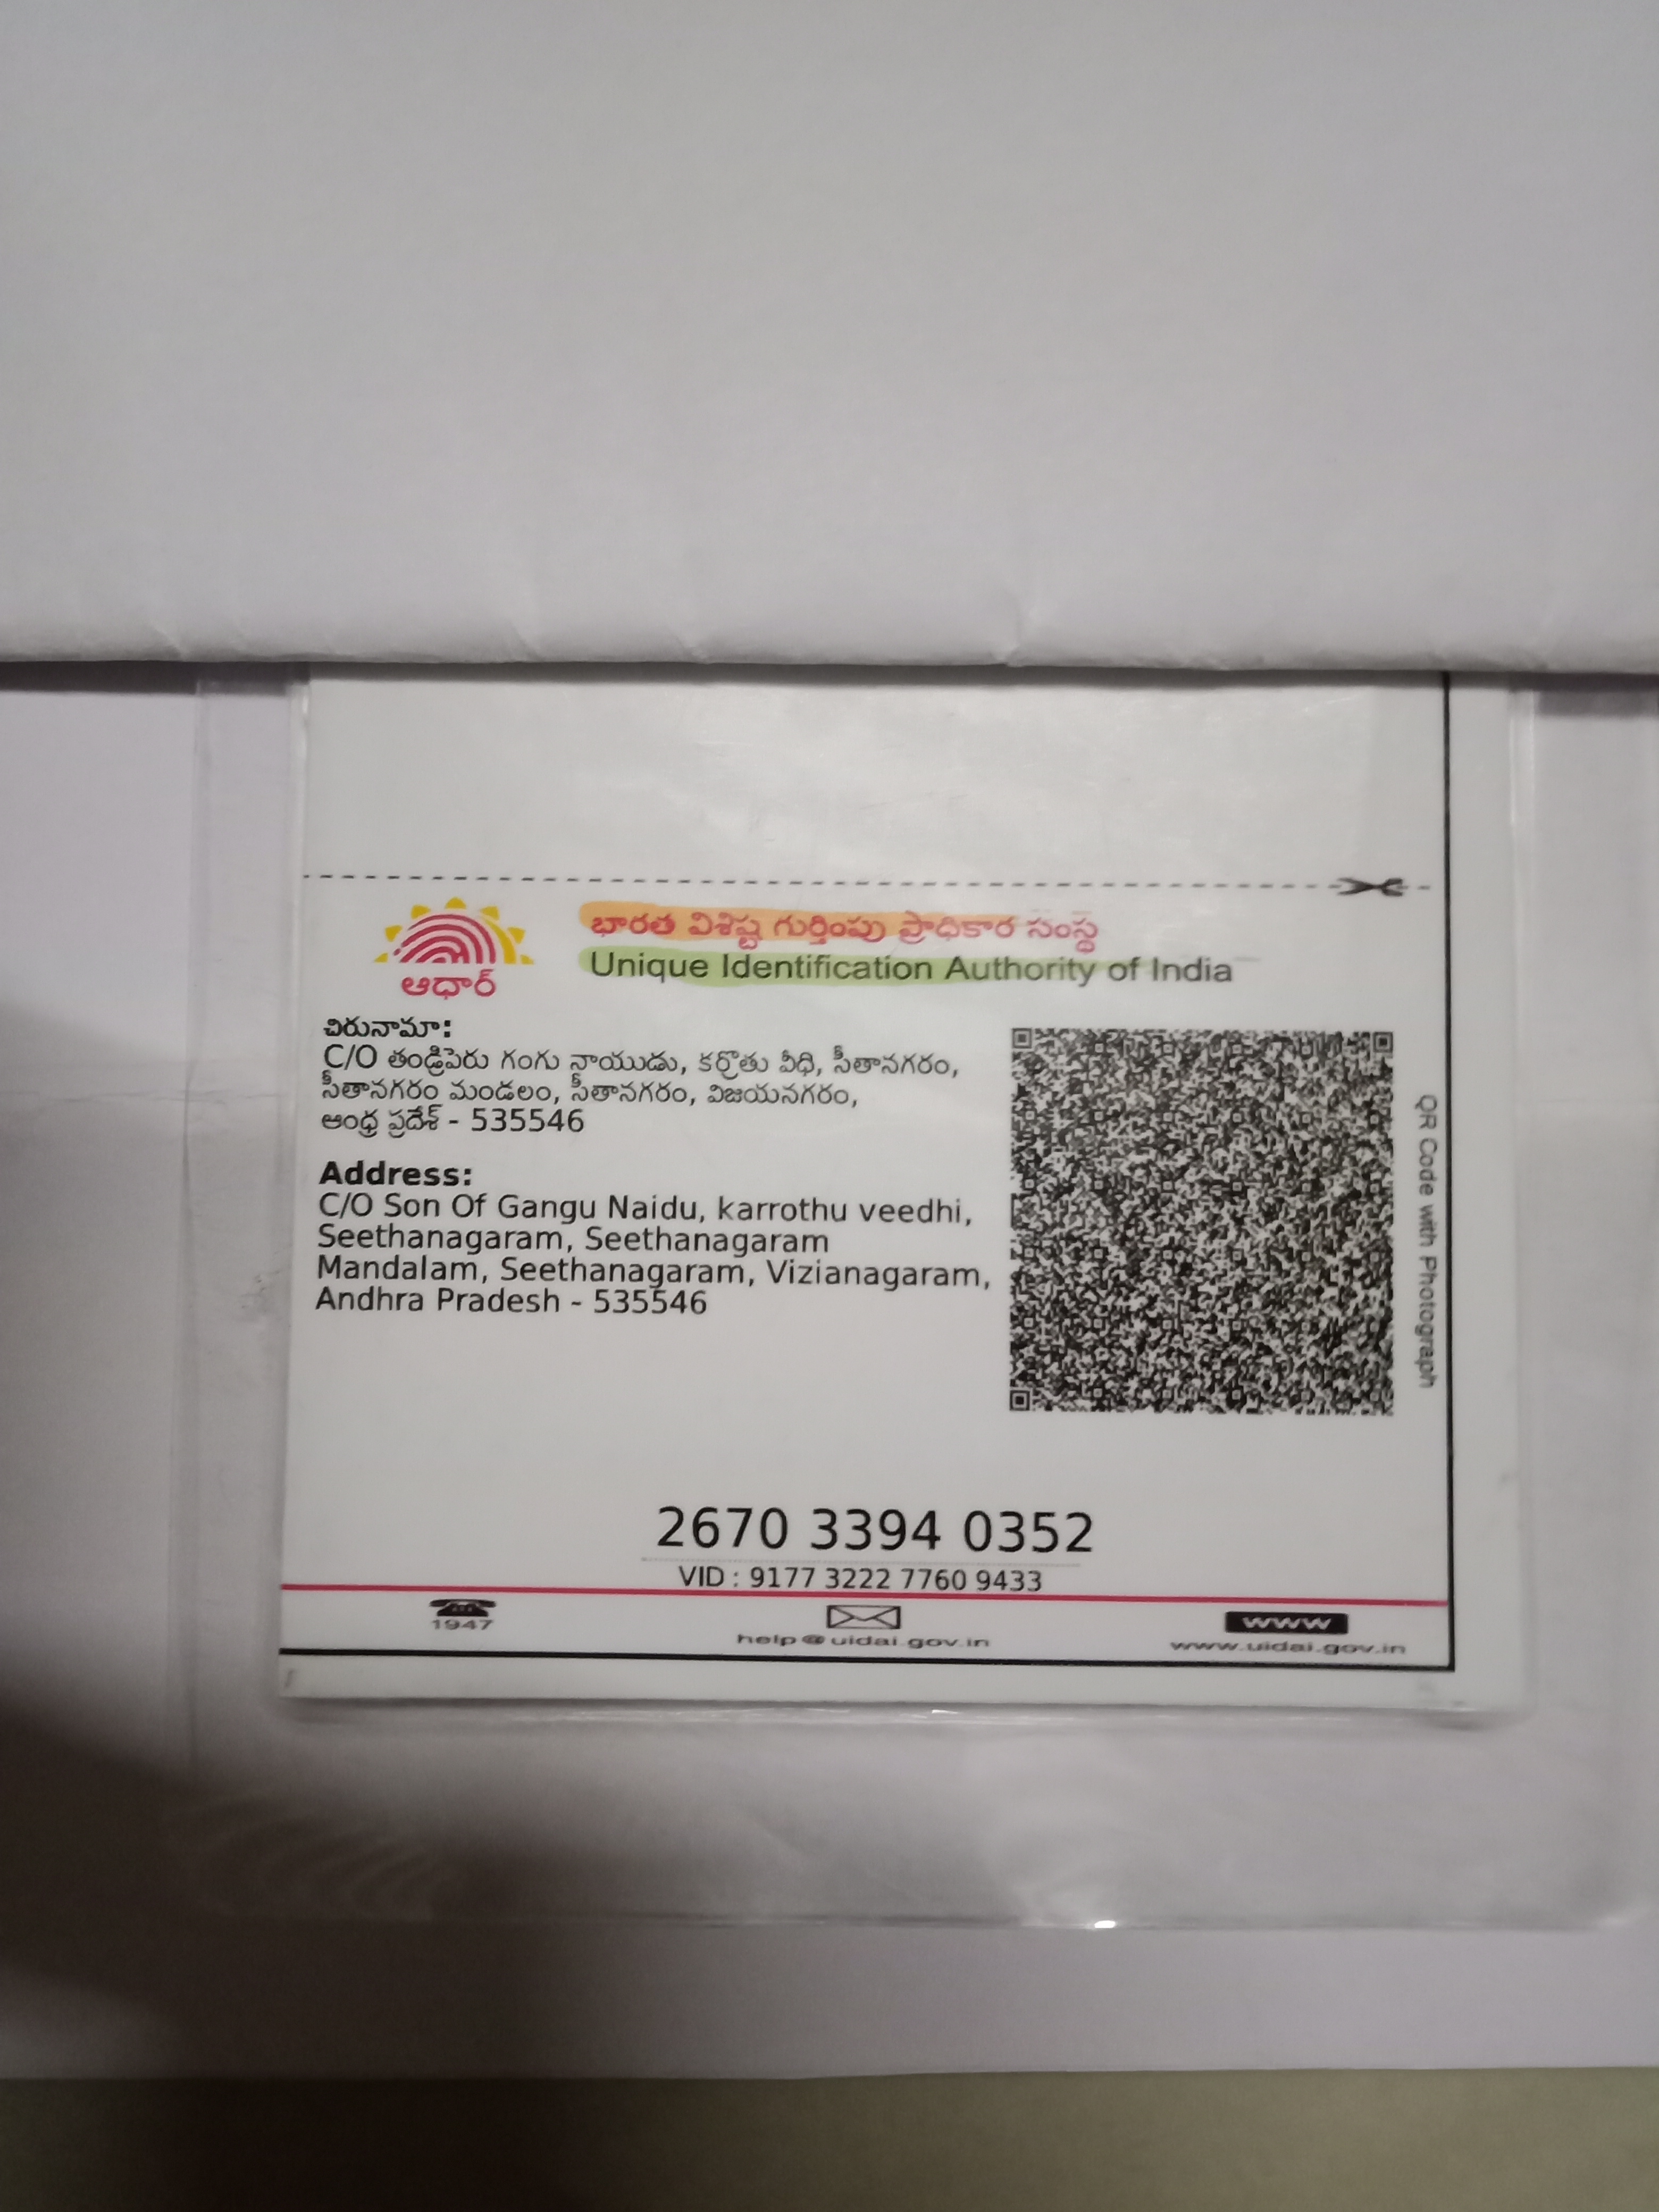 భారత విశిష్ట గుర్తింపు ప్రాధికార సంస్థ
Unique Identification Authority of India
ఆధార్
చిరునామా:
C/O తండ్రిపేరు గంగు నాయుడు, కర్రోతు వీధి, సీతానగరం,
సీతానగరం మండలం, సీతానగరం, విజయనగరం,
ఆంధ్ర ప్రదేశ్ - 535546
Address:
C/O Son Of Gangu Naidu, karrothu veedhi,
Seethanagaram, Seethanagaram
Mandalam, Seethanagaram, Vizianagaram,
Andhra Pradesh - 535546
QR Code with Photograph
2670 3394 0352
VID : 9177 3222 7760 9433
1947
help@uidai.gov.in
www
www.uidai.gov.in